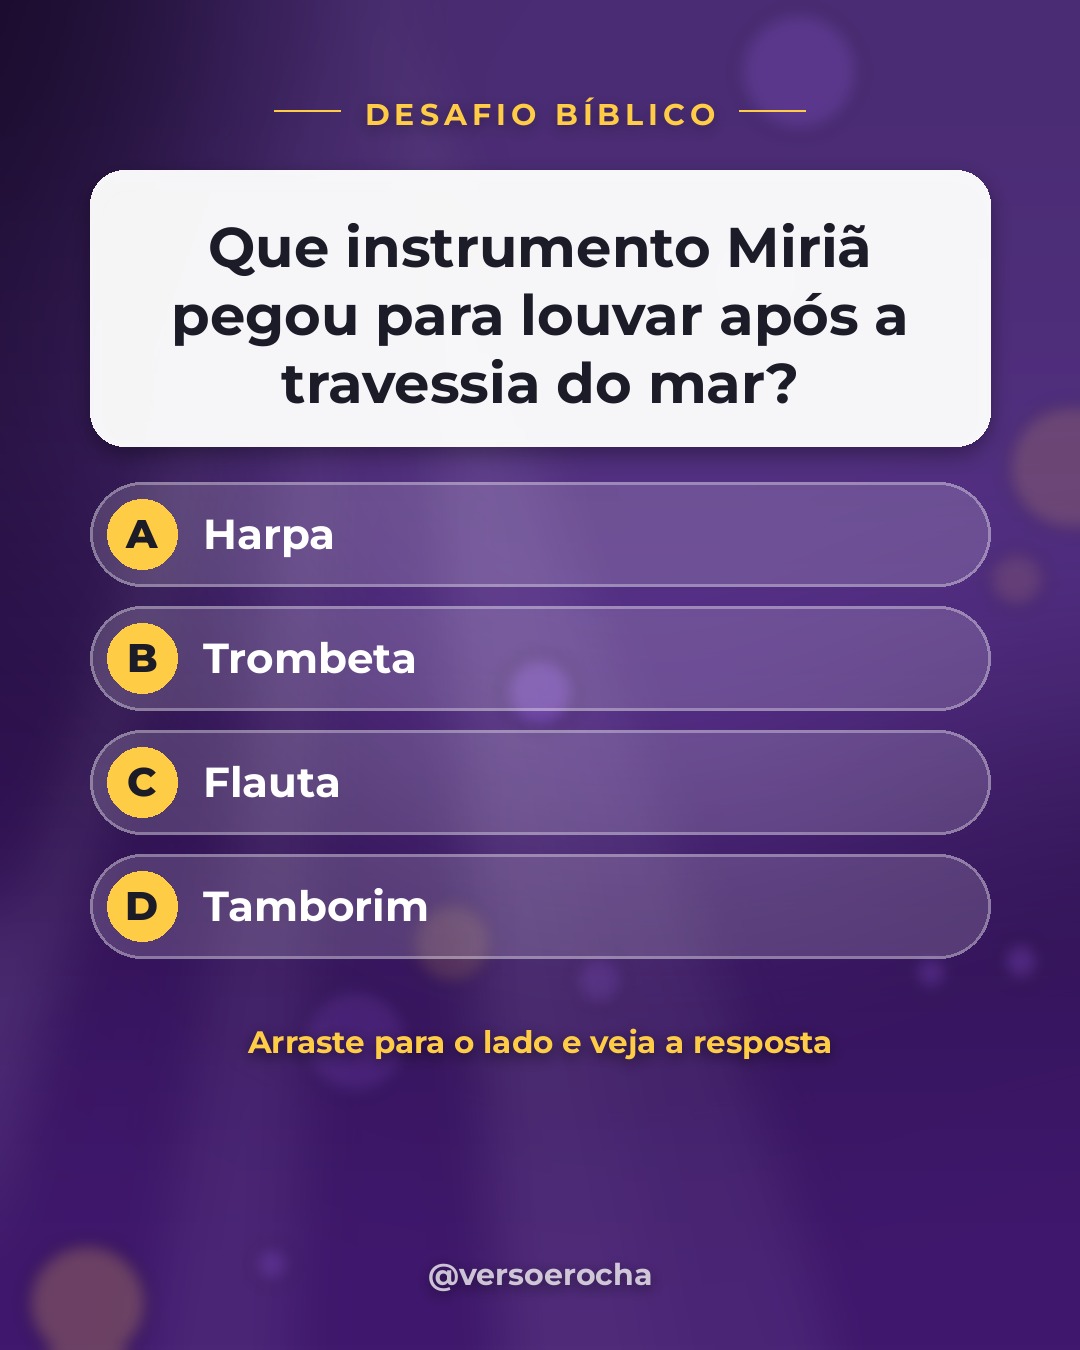 DESAFIO BÍBLICO
Que instrumento Miriã
pegou para louvar após a
travessia do mar?
A Harpa
B Trombeta
C Flauta
D Tamborim
Arraste para o lado e veja a resposta
@versoerocha